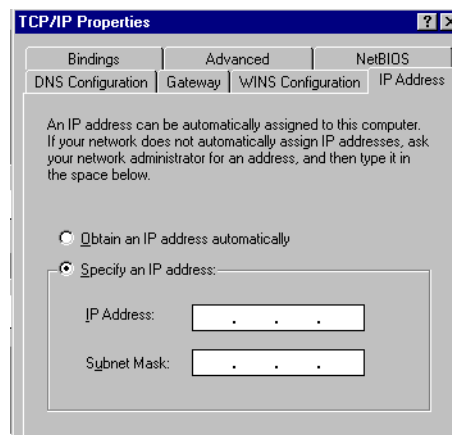 TCP/IP Properties
Bindings Advanced NetBIOS
DNS Configuration Gateway WINS Configuration IP Address
An IP address can be automatically assigned to this computer.
If your network does not automatically assign IP addresses, ask
your network administrator for an address, and then type it in
the space below.
Obtain an IP address automatically
Specify an IP address:
IP Address: . . .
Subnet Mask: . . .